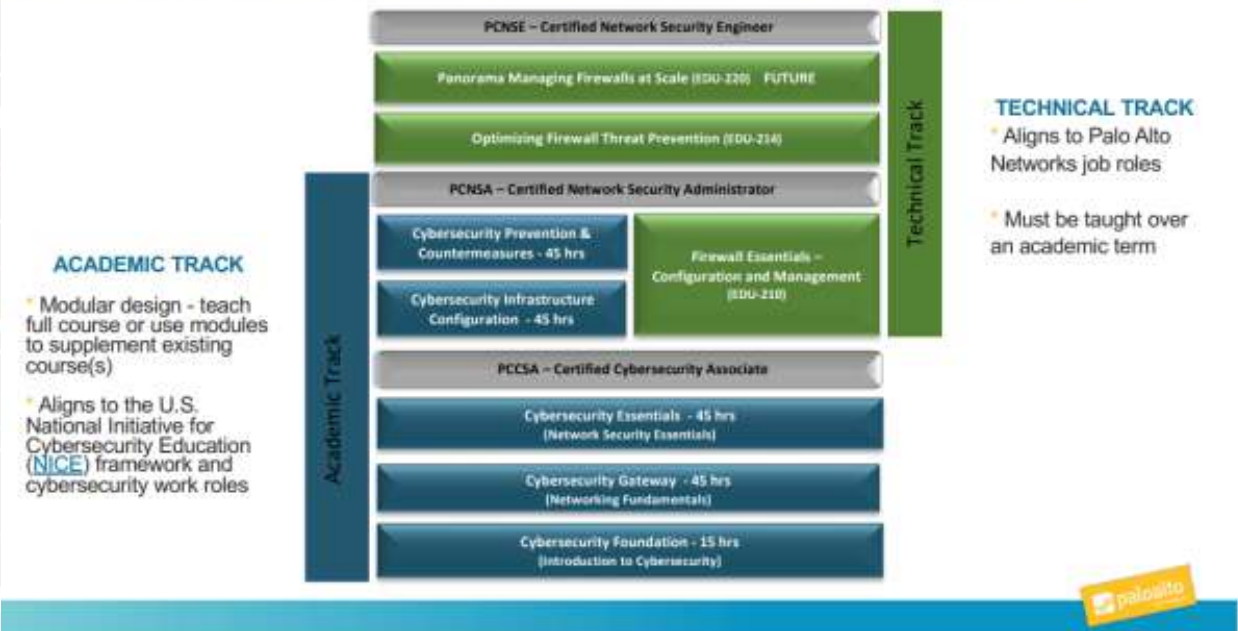 PCNSE – Certified Network Security Engineer
Panorama Managing Firewalls at Scale (EDU-220) FUTURE
Optimizing Firewall Threat Prevention (EDU-214)
Technical Track
TECHNICAL TRACK
* Aligns to Palo Alto
Networks job roles
* Must be taught over
an academic term
PCNSA – Certified Network Security Administrator
Cybersecurity Prevention &
Countermeasures - 45 hrs
Cybersecurity Infrastructure
Configuration - 45 hrs
Firewall Essentials –
Configuration and Management
(EDU-210)
ACADEMIC TRACK
* Modular design - teach
full course or use modules
to supplement existing
course(s)
* Aligns to the U.S.
National Initiative for
Cybersecurity Education
(NICE) framework and
cybersecurity work roles
Academic Track
PCCSA – Certified Cybersecurity Associate
Cybersecurity Essentials - 45 hrs
(Network Security Essentials)
Cybersecurity Gateway - 45 hrs
(Networking Fundamentals)
Cybersecurity Foundation - 15 hrs
(Introduction to Cybersecurity)
paloalto